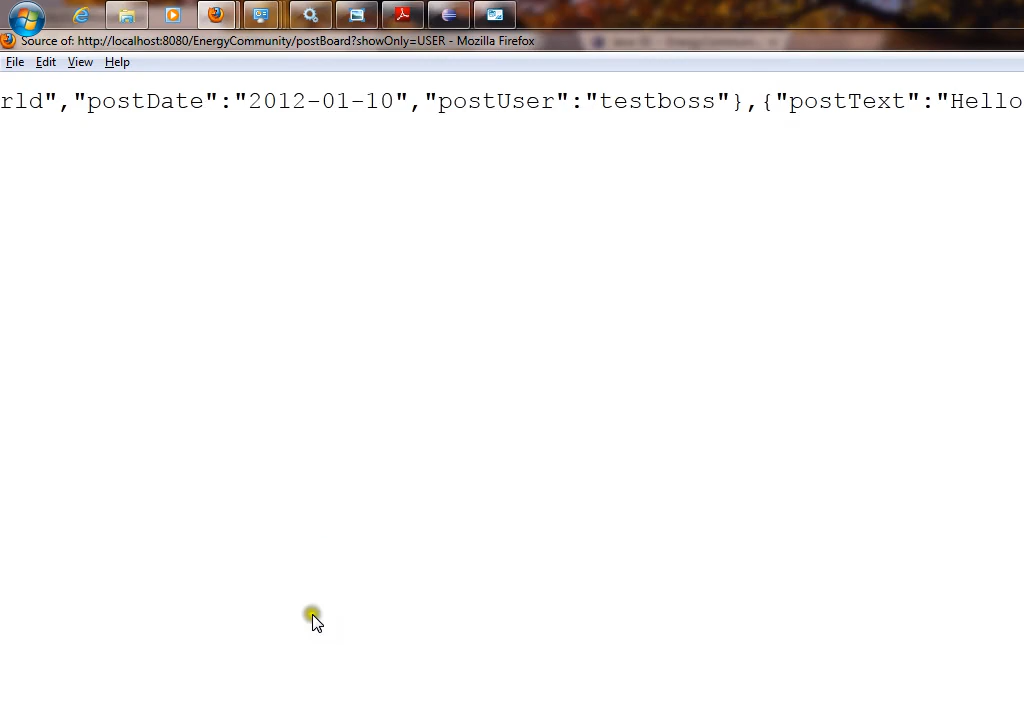 Source of: http://localhost:8080/EnergyCommunity/postBoard?showOnly=USER - Mozilla Firefox
File Edit View Help
rld","postDate":"2012-01-10","postUser":"testboss"},{"postText":"Hello